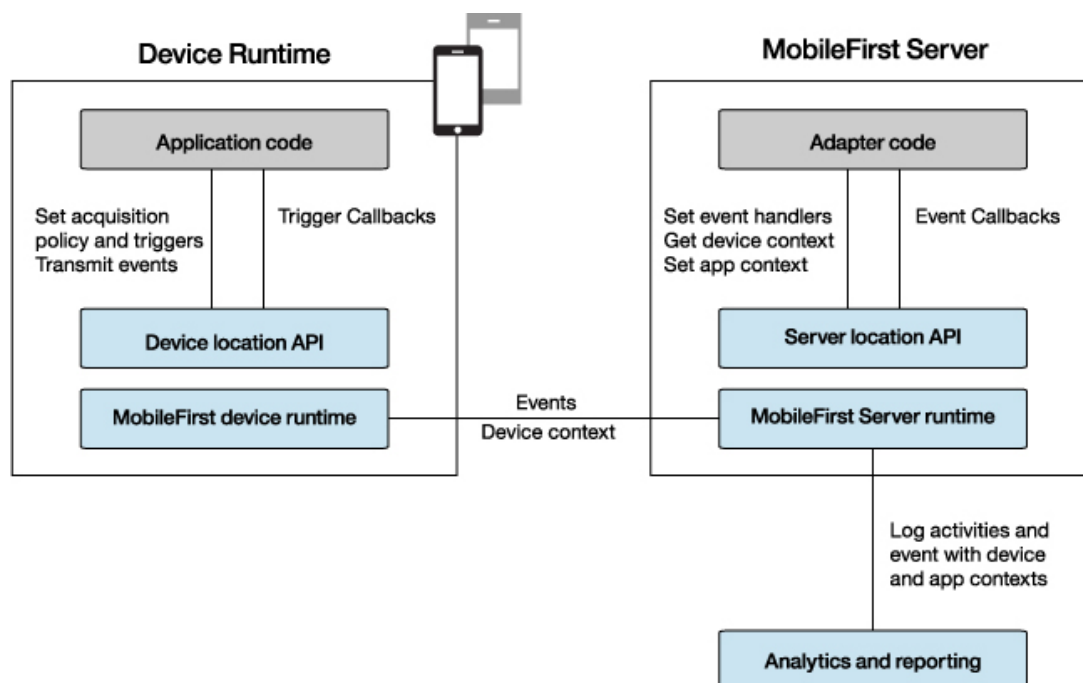 Device Runtime
Application code
Set acquisition
policy and triggers
Transmit events
Trigger Callbacks
Device location API
MobileFirst device runtime
Events
Device context
MobileFirst Server
Adapter code
Set event handlers
Get device context
Set app context
Event Callbacks
Server location API
MobileFirst Server runtime
Log activities and
event with device
and app contexts
Analytics and reporting